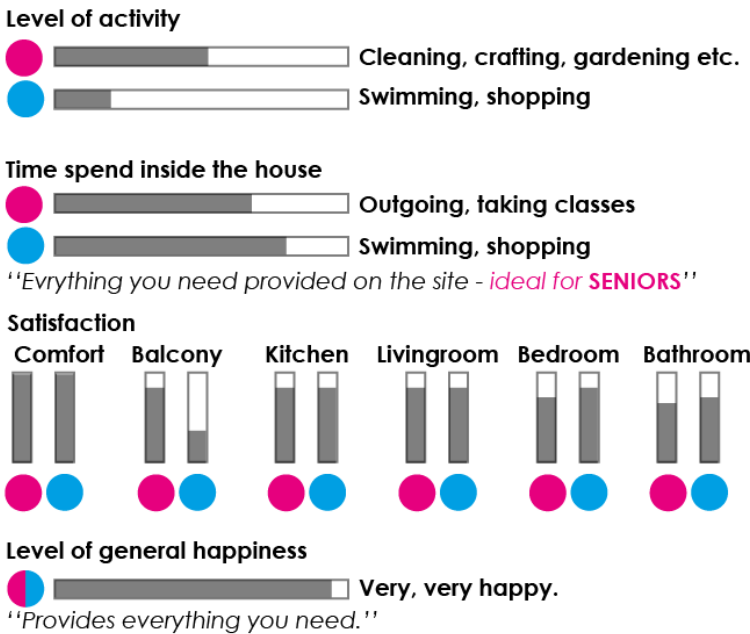 Level of activity
Cleaning, crafting, gardening etc.
Swimming, shopping
Time spend inside the house
Outgoing, taking classes
Swimming, shopping
‘‘Evrything you need provided on the site - ideal for SENIORS’’
Satisfaction
Comfort Balcony Kitchen Livingroom Bedroom Bathroom
Level of general happiness
Very, very happy.
‘‘Provides everything you need.’’